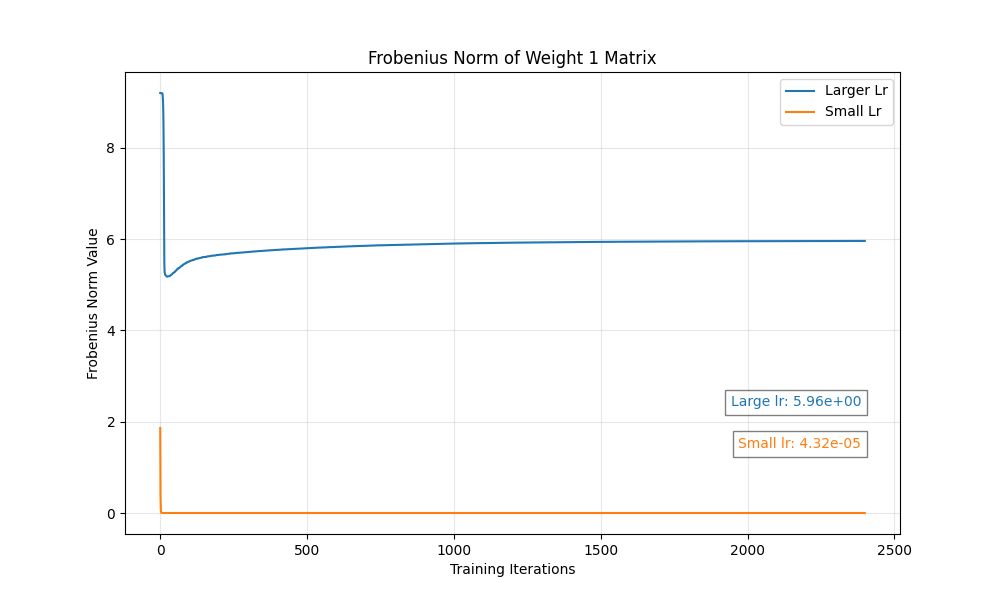 Frobenius Norm of Weight 1 Matrix
Larger Lr
Small Lr
Frobenius Norm Value
8
6
4
2
0
Large lr: 5.96e+00
Small lr: 4.32e-05
0
500
1000
1500
2000
2500
Training Iterations